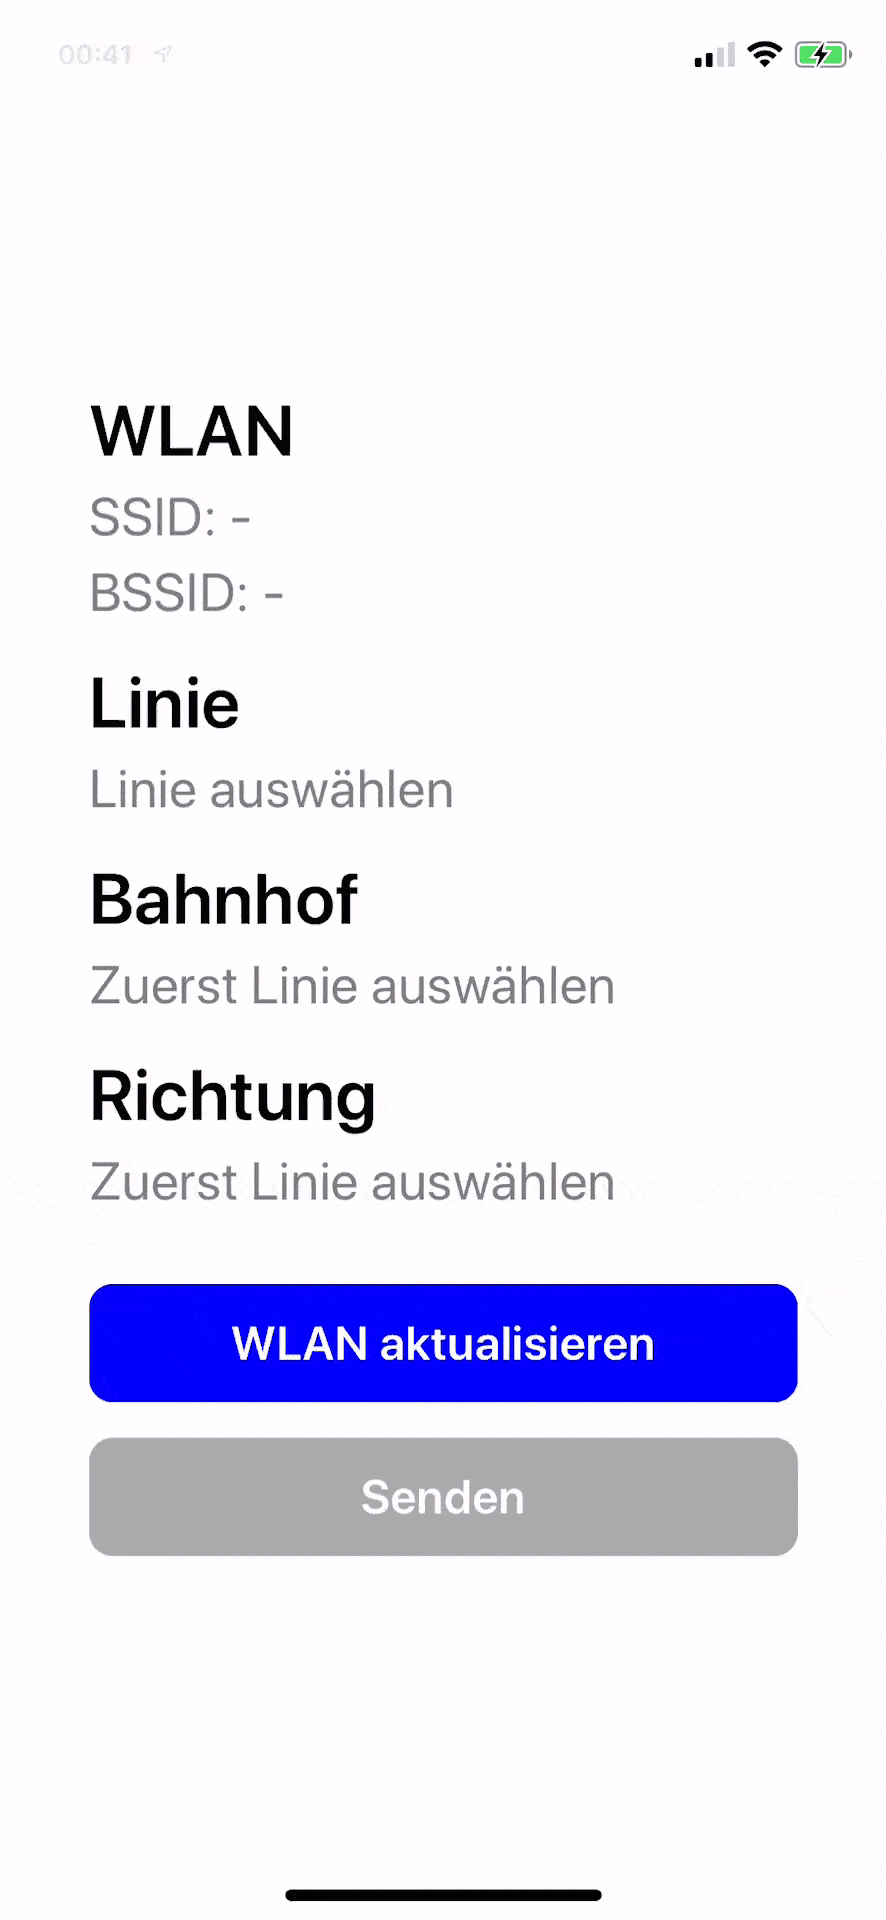 00:41
WLAN
SSID: -
BSSID: -
Linie
Linie auswählen
Bahnhof
Zuerst Linie auswählen
Richtung
Zuerst Linie auswählen
WLAN aktualisieren
Senden